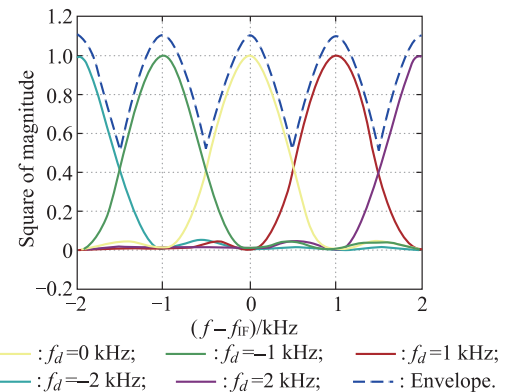 1.2
1.0
0.8
0.6
0.4
0.2
0
−0.2
Square of magnitude
−2 −1 0 1 2
(f−fIF)/kHz
: fd=0 kHz; : fd=−1 kHz; : fd=1 kHz;
: fd=−2 kHz; : fd=2 kHz; : Envelope.